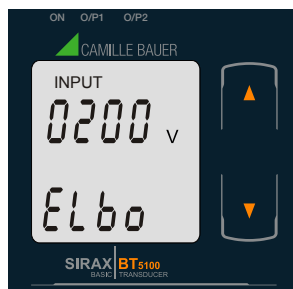 ON O/P1 O/P2
CAMILLE BAUER
INPUT
0200 V
ELbo
SIRAX BT5100
BASIC TRANSDUCER